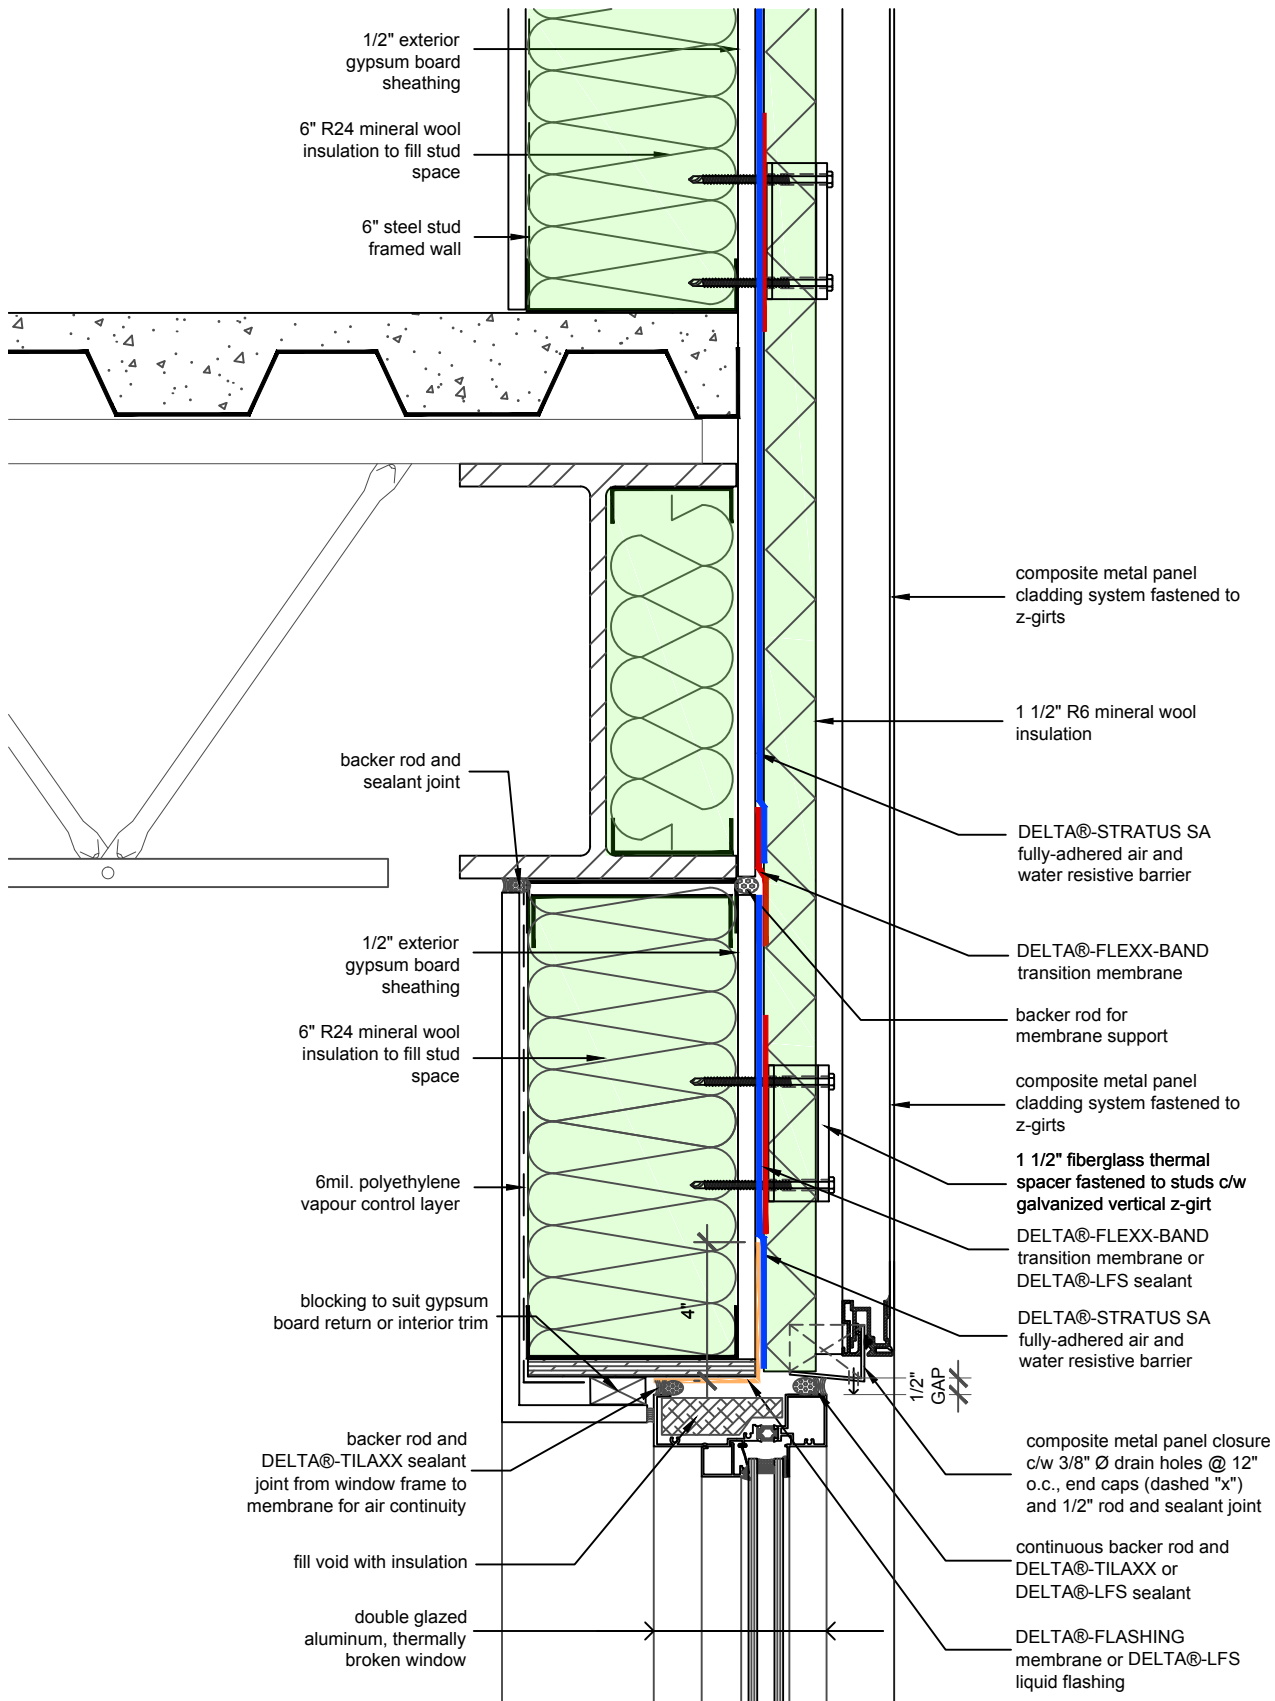 1/2" exterior
gypsum board
sheathing
6" R24 mineral wool
insulation to fill stud
space
6" steel stud
framed wall
backer rod and
sealant joint
1/2" exterior
gypsum board
sheathing
6" R24 mineral wool
insulation to fill stud
space
6mil. polyethylene
vapour control layer
blocking to suit gypsum
board return or interior trim
backer rod and
DELTA®-TILAXX sealant
joint from window frame to
membrane for air continuity
fill void with insulation
double glazed
aluminum, thermally
broken window
4"
1/2"
GAP
composite metal panel
cladding system fastened to
z-girts
1 1/2" R6 mineral wool
insulation
DELTA®-STRATUS SA
fully-adhered air and
water resistive barrier
DELTA®-FLEXX-BAND
transition membrane
backer rod for
membrane support
composite metal panel
cladding system fastened to
z-girts
1 1/2" fiberglass thermal
spacer fastened to studs c/w
galvanized vertical z-girt
DELTA®-FLEXX-BAND
transition membrane or
DELTA®-LFS sealant
DELTA®-STRATUS SA
fully-adhered air and
water resistive barrier
composite metal panel closure
c/w 3/8" Ø drain holes @ 12"
o.c., end caps (dashed "x")
and 1/2" rod and sealant joint
continuous backer rod and
DELTA®-TILAXX or
DELTA®-LFS sealant
DELTA®-FLASHING
membrane or DELTA®-LFS
liquid flashing